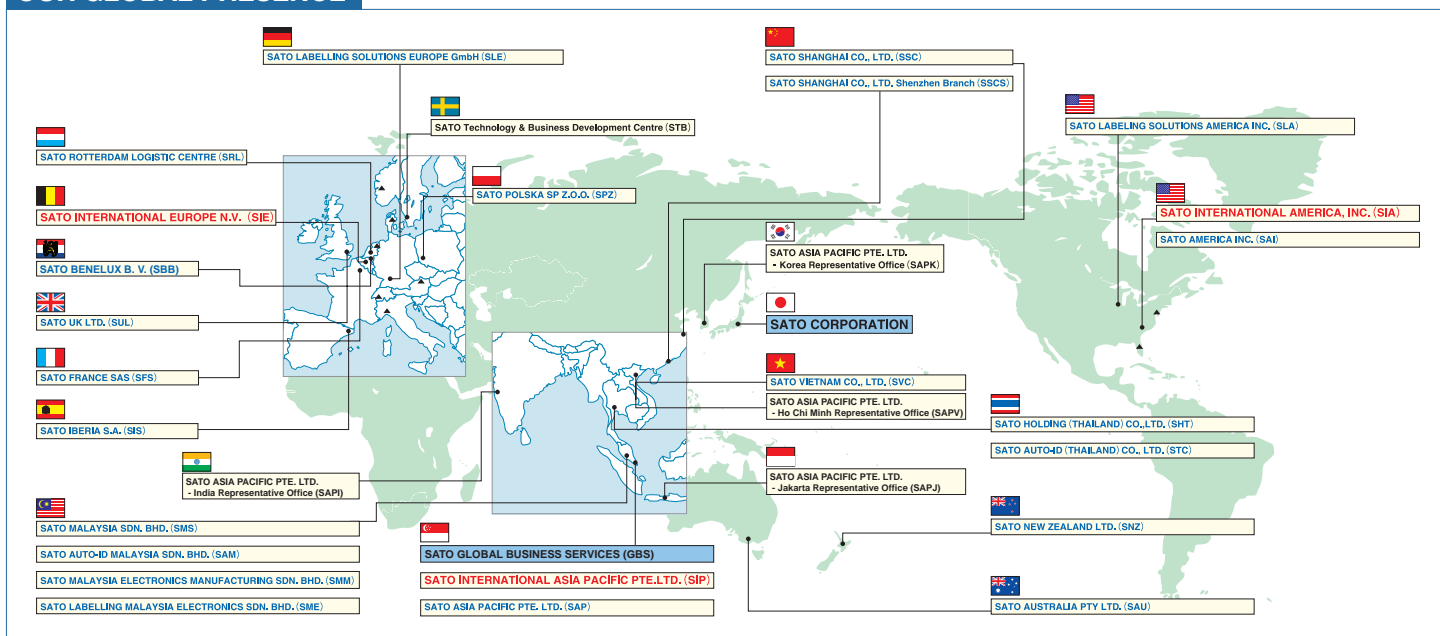 OUR GLOBAL PRESENCE
SATO LABELLING SOLUTIONS EUROPE GmbH (SLE)
SATO Technology & Business Development Centre (STB)
SATO ROTTERDAM LOGISTIC CENTRE (SRL)
SATO POLSKA SP Z.O.O. (SPZ)
SATO INTERNATIONAL EUROPE N.V. (SIE)
SATO BENELUX B. V. (SBB)
SATO UK LTD. (SUL)
SATO FRANCE SAS (SFS)
SATO IBERIA S.A. (SIS)
SATO ASIA PACIFIC PTE. LTD.
- India Representative Office (SAPI)
SATO MALAYSIA SDN. BHD. (SMS)
SATO AUTO-ID MALAYSIA SDN. BHD. (SAM)
SATO MALAYSIA ELECTRONICS MANUFACTURING SDN. BHD. (SMM)
SATO LABELLING MALAYSIA ELECTRONICS SDN. BHD. (SME)
SATO GLOBAL BUSINESS SERVICES (GBS)
SATO INTERNATIONAL ASIA PACIFIC PTE.LTD. (SIP)
SATO ASIA PACIFIC PTE. LTD. (SAP)
SATO SHANGHAI CO., LTD. (SSC)
SATO SHANGHAI CO., LTD. Shenzhen Branch (SSCS)
SATO ASIA PACIFIC PTE. LTD.
- Korea Representative Office (SAPK)
SATO CORPORATION
SATO VIETNAM CO., LTD. (SVC)
SATO ASIA PACIFIC PTE. LTD.
- Ho Chi Minh Representative Office (SAPV)
SATO ASIA PACIFIC PTE. LTD.
- Jakarta Representative Office (SAPJ)
SATO LABELING SOLUTIONS AMERICA INC. (SLA)
SATO INTERNATIONAL AMERICA, INC. (SIA)
SATO AMERICA INC. (SAI)
SATO HOLDING (THAILAND) CO.,LTD. (SHT)
SATO AUTO-ID (THAILAND) CO., LTD. (STC)
SATO NEW ZEALAND LTD. (SNZ)
SATO AUSTRALIA PTY LTD. (SAU)